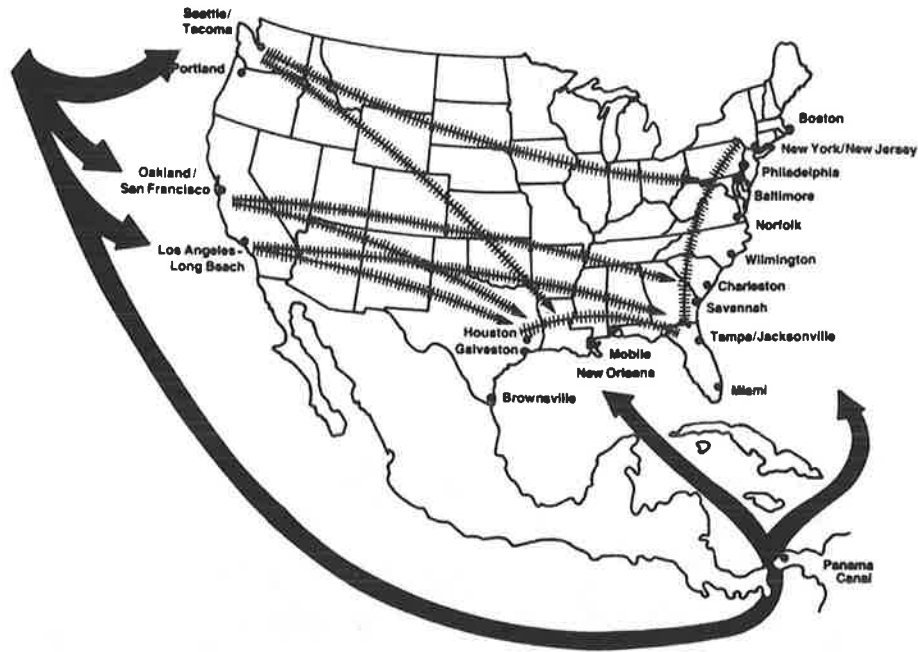 Seattle/
Tacoma
Portland
Oakland/
San Francisco
Los Angeles-
Long Beach
Boston
New York/New Jersey
Philadelphia
Baltimore
Norfolk
Wilmington
Charleston
Savannah
Tampa/Jacksonville
Houston
Galveston
Mobile
New Orleans
Miami
Brownsville
Panama
Canal